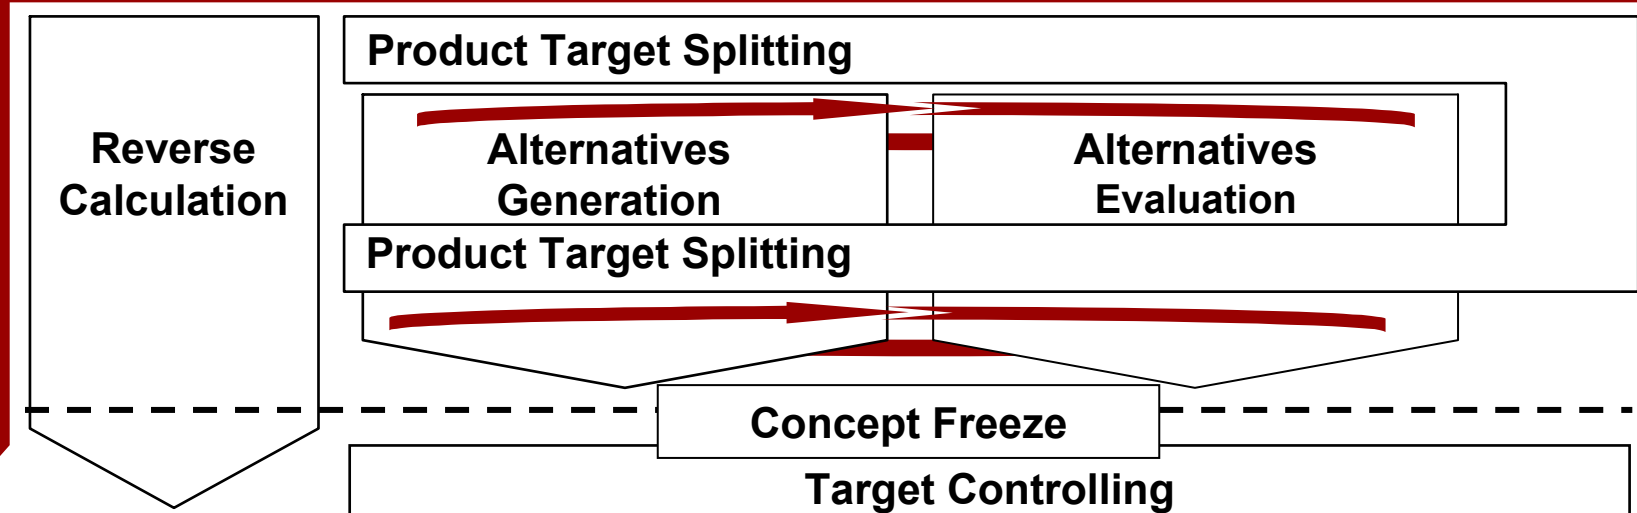 Product Target Splitting
Reverse
Calculation
Alternatives
Generation
Alternatives
Evaluation
Product Target Splitting
Concept Freeze
Target Controlling